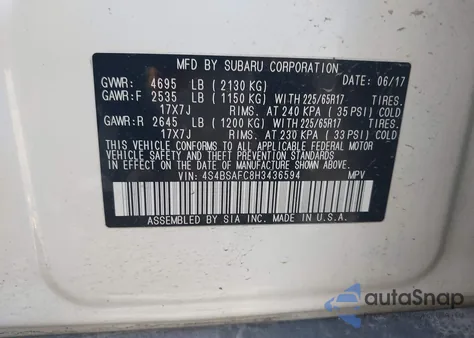 MFD BY SUBARU CORPORATION
GVWR: 4695 LB ( 2130 KG) DATE: 06/17
GAWR:F 2535 LB ( 1150 KG) WITH 225/65R17 TIRES,
17X7J RIMS, AT 240 KPA ( 35 PSI) COLD
GAWR:R 2645 LB ( 1200 KG) WITH 225/65R17 TIRES,
17X7J RIMS, AT 230 KPA ( 33 PSI) COLD
THIS VEHICLE CONFORMS TO ALL APPLICABLE FEDERAL MOTOR
VEHICLE SAFETY AND THEFT PREVENTION STANDARDS IN EFFECT
ON THE DATE OF MANUFACTURE SHOWN ABOVE.
VIN: 4S4BSAFC8H3436594 MPV
ASSEMBLED BY SIA INC. MADE IN U.S.A.
autoSnap